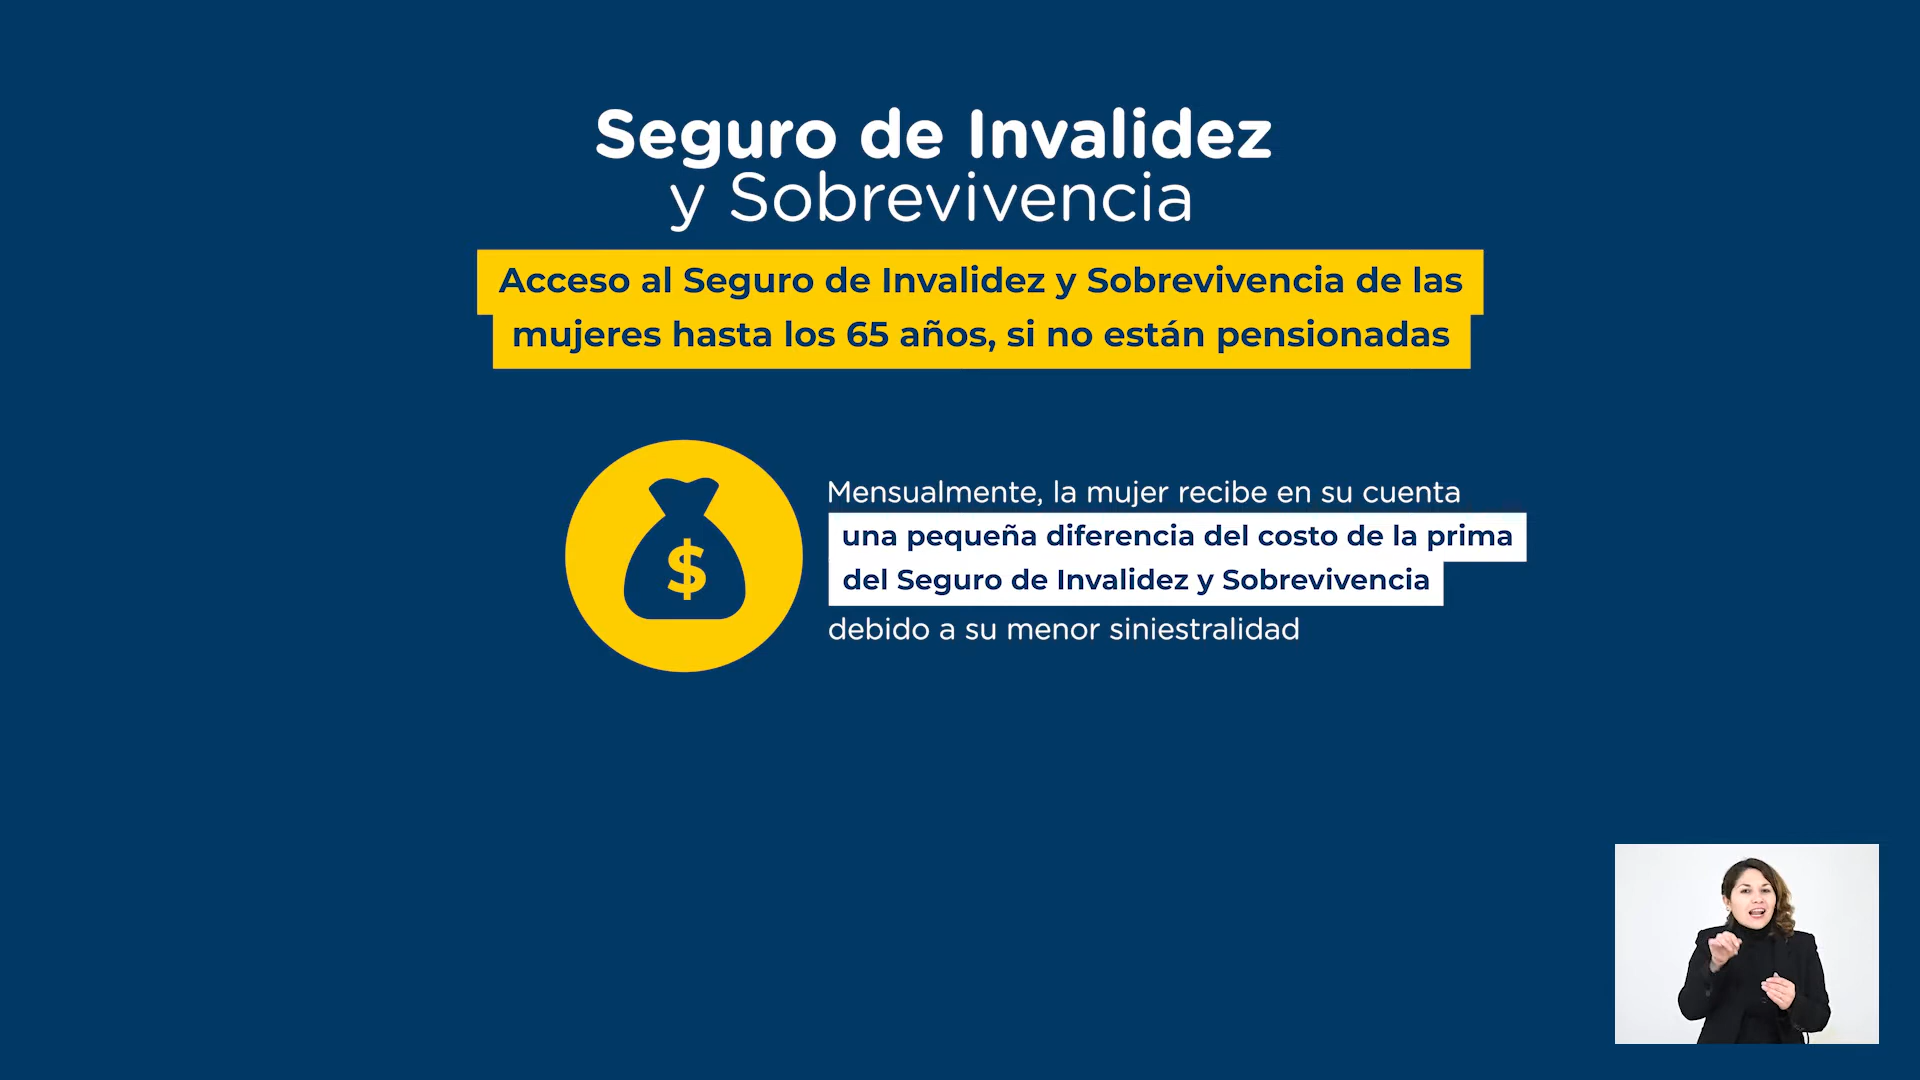 Seguro de Invalidez
y Sobrevivencia
Acceso al Seguro de Invalidez y Sobrevivencia de las
mujeres hasta los 65 años, si no están pensionadas
$
Mensualmente, la mujer recibe en su cuenta
una pequeña diferencia del costo de la prima
del Seguro de Invalidez y Sobrevivencia
debido a su menor siniestralidad